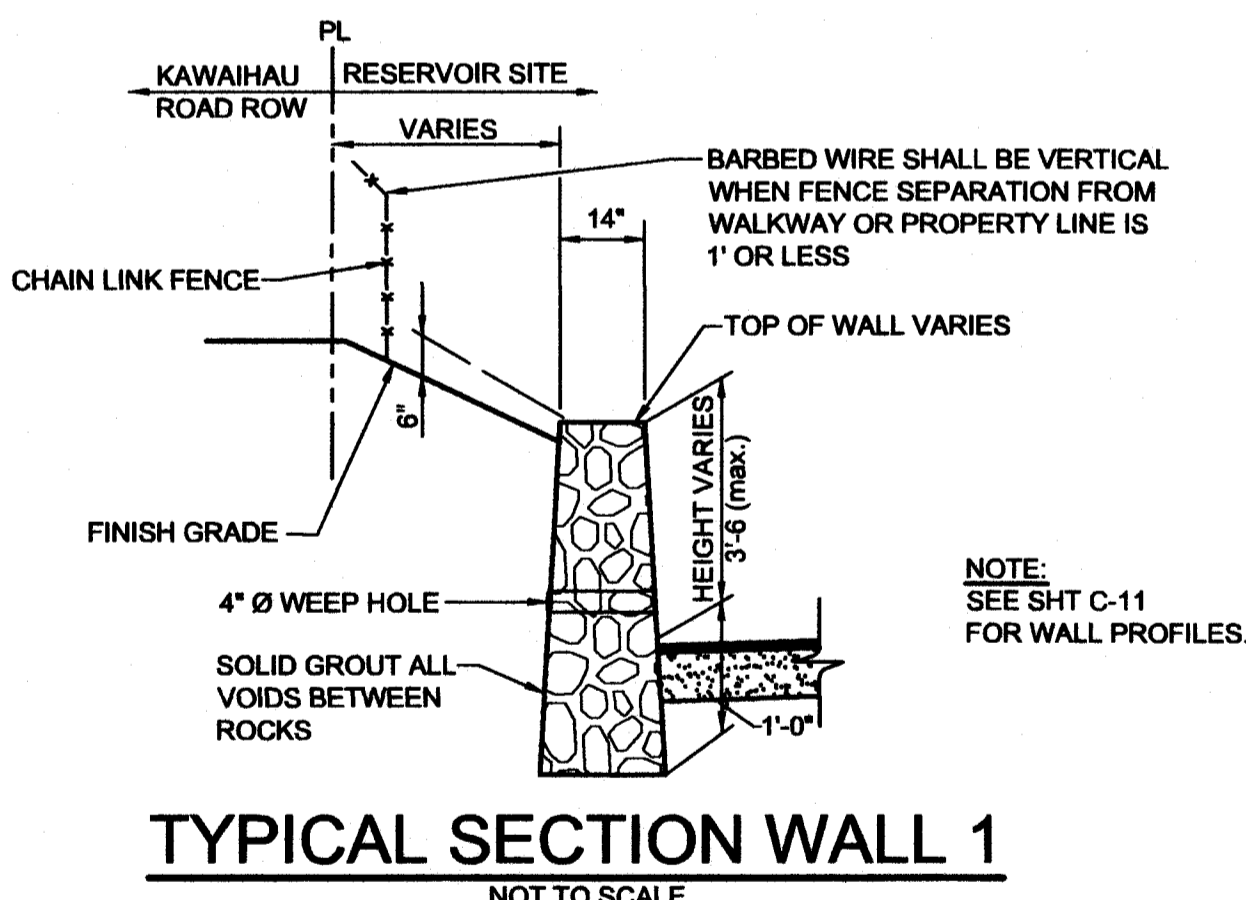 PL
KAWAIHAU
ROAD ROW
RESERVOIR SITE
VARIES
BARBED WIRE SHALL BE VERTICAL
WHEN FENCE SEPARATION FROM
WALKWAY OR PROPERTY LINE IS
1' OR LESS
14"
CHAIN LINK FENCE
TOP OF WALL VARIES
6"
HEIGHT VARIES
3'-6 (max.)
FINISH GRADE
4" Ø WEEP HOLE
NOTE:
SEE SHT C-11
FOR WALL PROFILES.
SOLID GROUT ALL
VOIDS BETWEEN
ROCKS
1'-0"
TYPICAL SECTION WALL 1
NOT TO SCALE